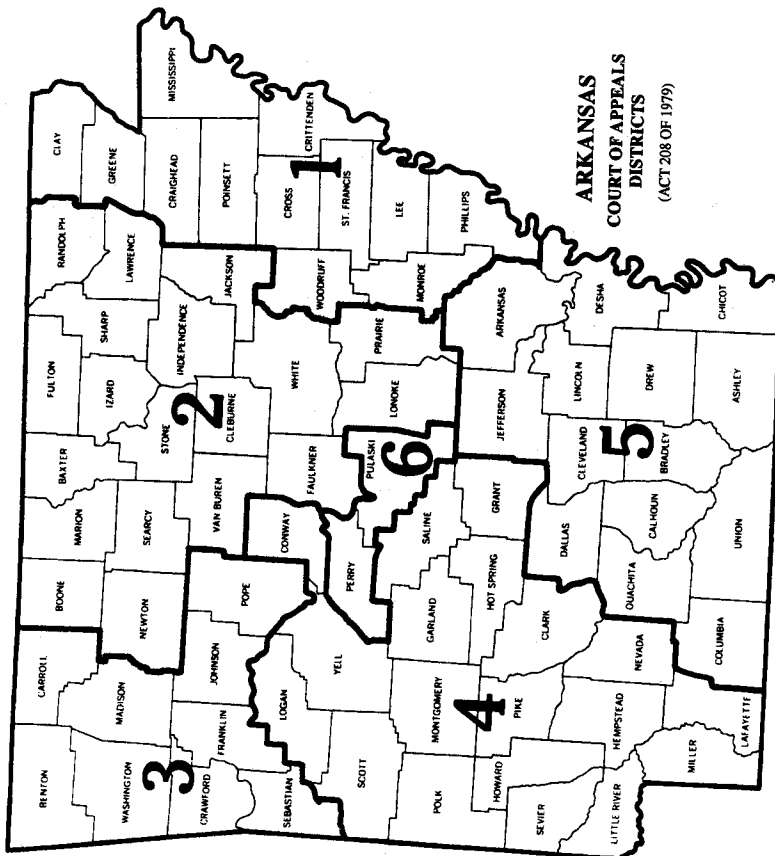 BENTON
CARROLL
BOONE
MARION
BAXTER
FULTON
RANDOLPH
CLAY
WASHINGTON
MADISON
NEWTON
SEARCY
STONE
IZARD
SHARP
LAWRENCE
GREENE
3
CRAWFORD
FRANKLIN
JOHNSON
POPE
VAN BUREN
2
CLEBURNE
INDEPENDENCE
JACKSON
CRAIGHEAD
MISSISSIPPI
POINSETT
SEBASTIAN
LOGAN
CONWAY
FAULKNER
WHITE
WOODRUFF
CROSS
CRITTENDEN
1
ST. FRANCIS
SCOTT
YELL
PERRY
PULASKI
6
LONOKE
PRAIRIE
MONROE
LEE
PHILLIPS
POLK
MONTGOMERY
GARLAND
SALINE
4
HOWARD
PIKE
HOT SPRING
GRANT
JEFFERSON
ARKANSAS
SEVIER
CLARK
DALLAS
CLEVELAND
LINCOLN
DESHA
LITTLE RIVER
HEMPSTEAD
NEVADA
OUACHITA
CALHOUN
5
BRADLEY
DREW
MILLER
LAFAYETTE
COLUMBIA
UNION
ASHLEY
CHICOT
ARKANSAS
COURT OF APPEALS
DISTRICTS
(ACT 208 OF 1979)